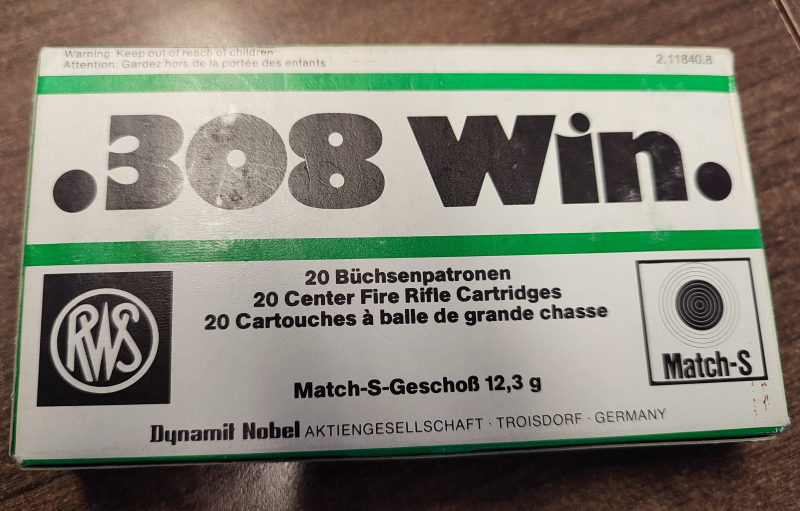 Warning: Keep out of reach of children
Attention: Gardez hors de la portée des enfants
2.11840.8
.308 Win.
20 Büchsenpatronen
20 Center Fire Rifle Cartridges
20 Cartouches à balle de grande chasse
RWS
Match-S
Match-S-Geschoß 12,3 g
Dynamit Nobel AKTIENGESELLSCHAFT · TROISDORF · GERMANY